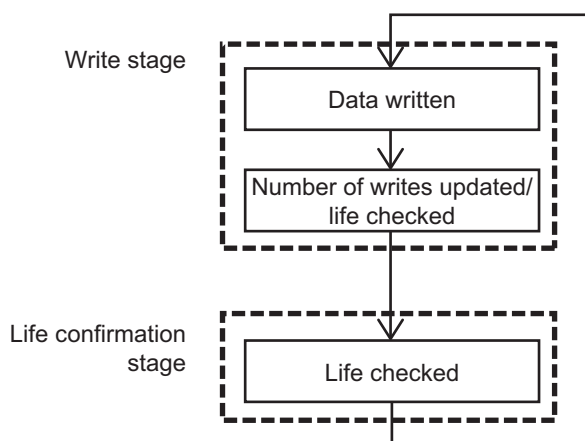 Write stage
Data written
Number of writes updated/
life checked
Life confirmation
stage
Life checked